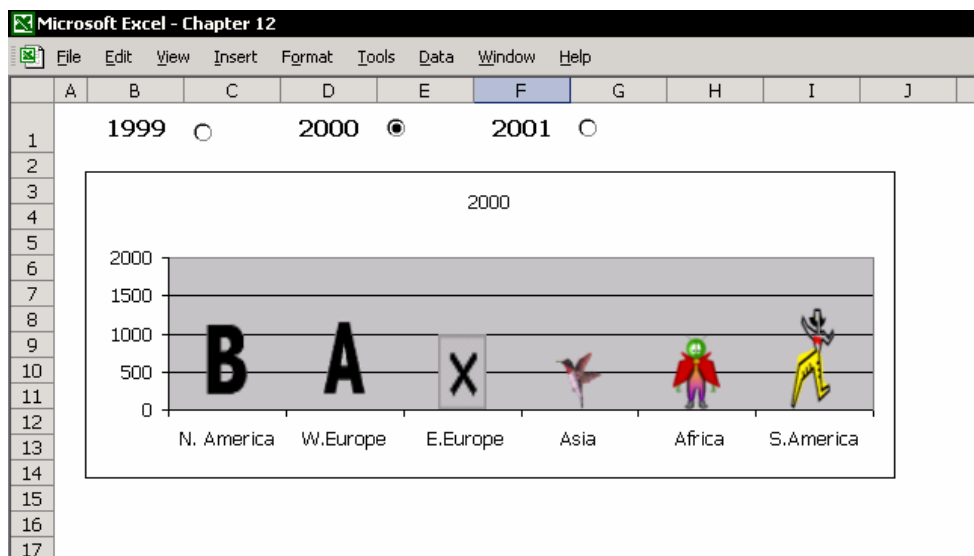 Microsoft Excel - Chapter 12
File Edit View Insert Format Tools Data Window Help
A B C D E F G H I J
1 1999 2000 2001
2
3 2000
4
5
6 2000
7 1500
8
9 1000
10 500
11
12 0
13 N. America W.Europe E.Europe Asia Africa S.America
14
15
16
17
B A X